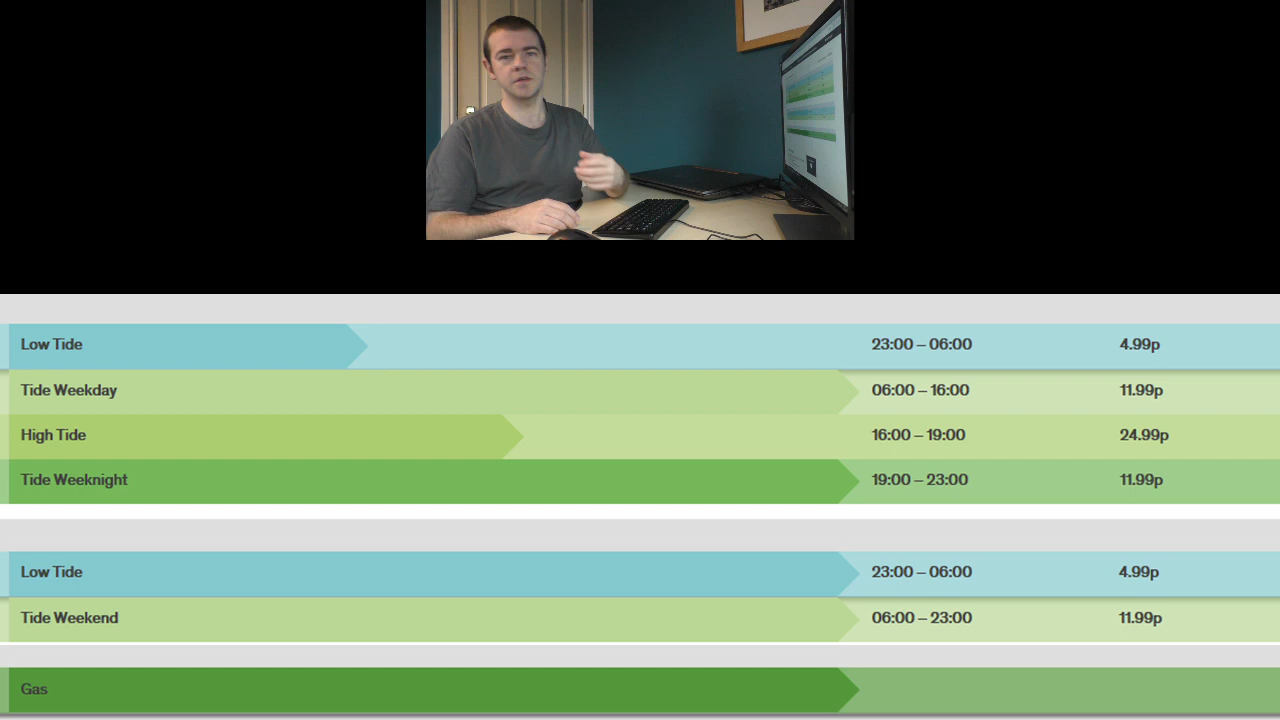 Low Tide 23:00 – 06:00 4.99p
Tide Weekday 06:00 – 16:00 11.99p
High Tide 16:00 – 19:00 24.99p
Tide Weeknight 19:00 – 23:00 11.99p
Low Tide 23:00 – 06:00 4.99p
Tide Weekend 06:00 – 23:00 11.99p
Gas